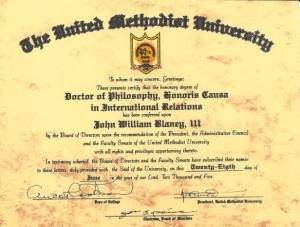 The United Methodist University
To whom it may concern, Greetings:
These presents certify that the honorary degree of
Doctor of Philosophy, Honoris Causa
in International Relations
has been conferred upon
John William Blaney, III
by the Board of Directors upon the recommendation of the President, the Administrative Council
and the Faculty Senate of the United Methodist University
with all rights and privileges appertaining thereto.
In testimony whereof, the Board of Directors and the Faculty Senate have subscribed their names to
these letters, duly provided with the Seal of the University, on this Twenty-Eigth day of
June in the year of our Lord, Two Thousand and Five.
Dean of College
President, United Methodist University
Chairman, Board of Directors